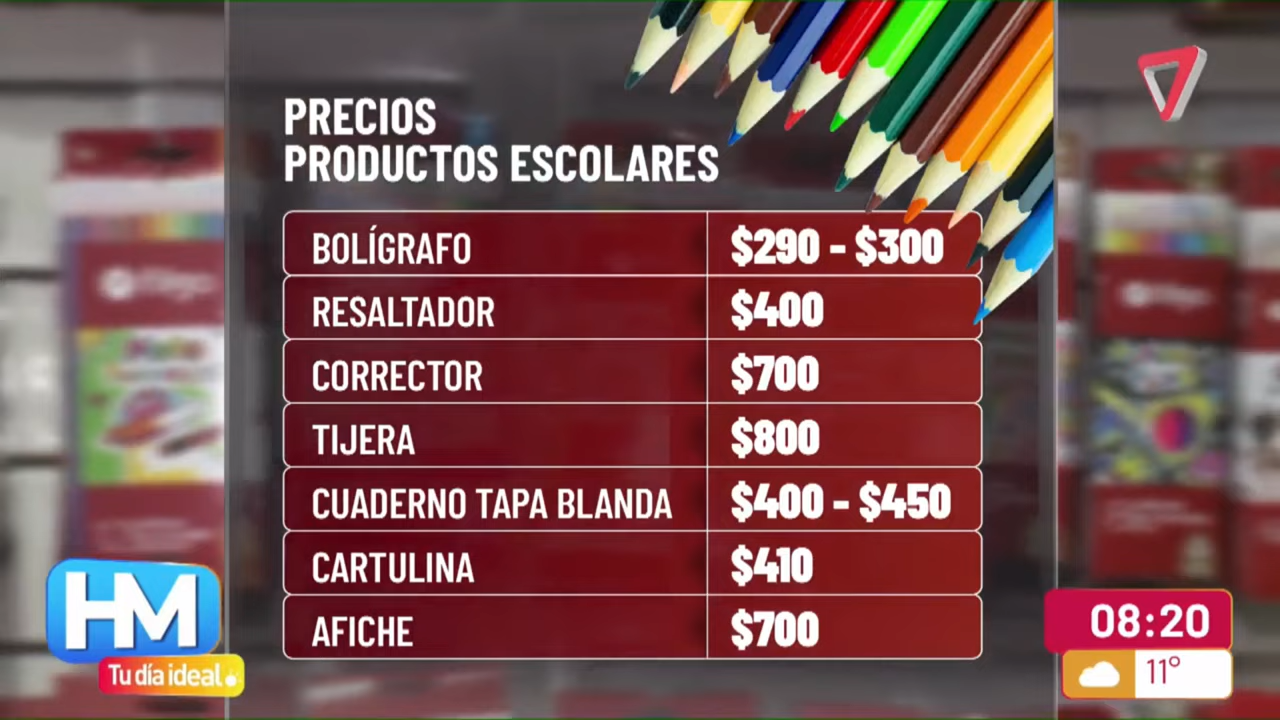 PRECIOS
PRODUCTOS ESCOLARES
BOLÍGRAFO $290 - $300
RESALTADOR $400
CORRECTOR $700
TIJERA $800
CUADERNO TAPA BLANDA $400 - $450
CARTULINA $410
AFICHE $700
HM
Tu día ideal.
08:20
11°